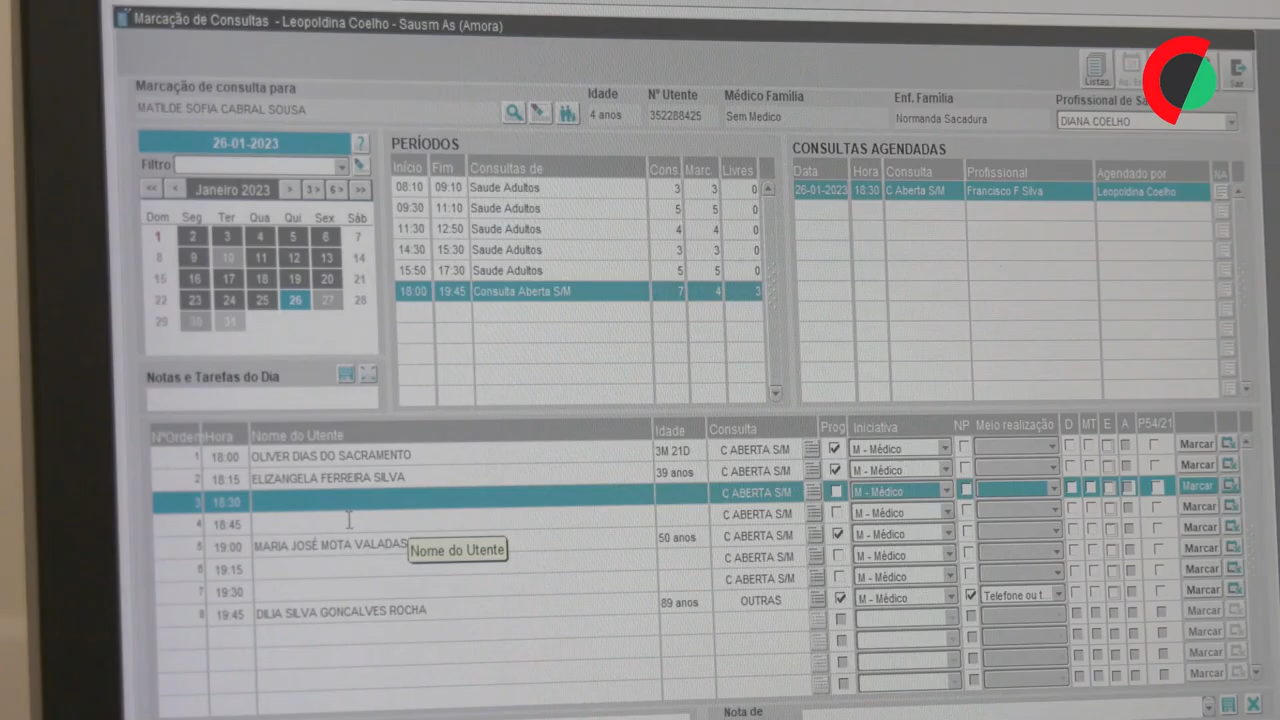 Marcação de Consultas - Leopoldina Coelho - Sausm As (Amora)
Listag.
Sair
Marcação de consulta para
MATILDE SOFIA CABRAL SOUSA
Idade
4 anos
Nº Utente
352288425
Médico Família
Sem Medico
Enf. Família
Normanda Sacadura
Profissional de
DIANA COELHO
26-01-2023
?
Filtro
<< < Janeiro 2023 > 3> 6> >>
Dom Seg Ter Qua Qui Sex Sáb
1 2 3 4 5 6 7
8 9 10 11 12 13 14
15 16 17 18 19 20 21
22 23 24 25 26 27 28
29 30 31
Notas e Tarefas do Dia
PERÍODOS
Início Fim Consultas de Cons Marc. Livres
08:10 09:10 Saude Adultos 3 3 0
09:30 11:10 Saude Adultos 5 5 0
11:30 12:50 Saude Adultos 4 4 0
14:30 15:30 Saude Adultos 3 3 0
15:50 17:30 Saude Adultos 5 5 0
18:00 19:45 Consulta Aberta S/M 7 4 3
CONSULTAS AGENDADAS
Data Hora Consulta Profissional Agendado por NA
26-01-2023 18:30 C Aberta S/M Francisco F Silva Leopoldina Coelho
NºOrdem Hora Nome do Utente Idade Consulta Prog Iniciativa NP Meio realização D MT E A P54/21
1 18:00 OLIVER DIAS DO SACRAMENTO 3M 21D C ABERTA S/M M - Médico Marcar
2 18:15 ELIZANGELA FERREIRA SILVA 39 anos C ABERTA S/M M - Médico Marcar
3 18:30 C ABERTA S/M M - Médico Marcar
4 18:45 C ABERTA S/M M - Médico Marcar
5 19:00 MARIA JOSÉ MOTA VALADAS 50 anos C ABERTA S/M M - Médico Marcar
6 19:15 C ABERTA S/M M - Médico Marcar
7 19:30 C ABERTA S/M M - Médico Marcar
8 19:45 DILIA SILVA GONCALVES ROCHA 89 anos OUTRAS M - Médico Telefone ou t Marcar
Marcar
Marcar
Marcar
Marcar
Nome do Utente
Nota de